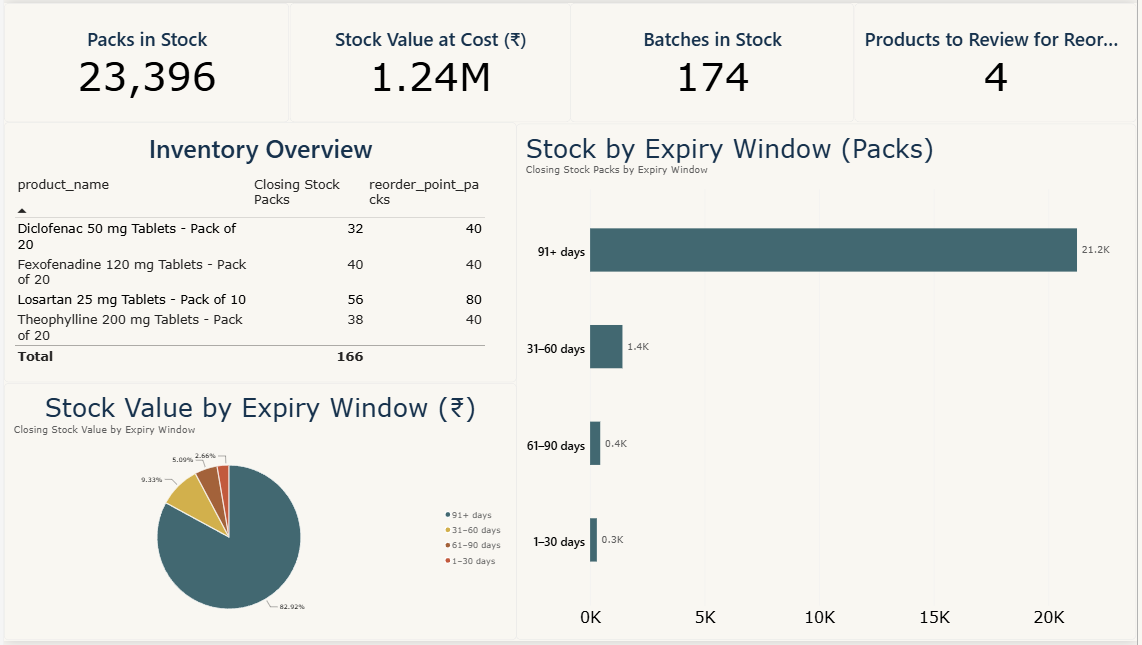 Packs in Stock
23,396
Stock Value at Cost (₹)
1.24M
Batches in Stock
174
Products to Review for Reor...
4
Inventory Overview
product_name Closing Stock reorder_point_pa
Packs cks
Diclofenac 50 mg Tablets - Pack of 32 40
20
Fexofenadine 120 mg Tablets - Pack 40 40
of 20
Losartan 25 mg Tablets - Pack of 10 56 80
Theophylline 200 mg Tablets - Pack 38 40
of 20
Total 166
Stock Value by Expiry Window (₹)
Closing Stock Value by Expiry Window
2.66%
5.09%
9.33%
82.92%
91+ days
31–60 days
61–90 days
1–30 days
Stock by Expiry Window (Packs)
Closing Stock Packs by Expiry Window
91+ days 21.2K
31–60 days 1.4K
61–90 days 0.4K
1–30 days 0.3K
0K 5K 10K 15K 20K